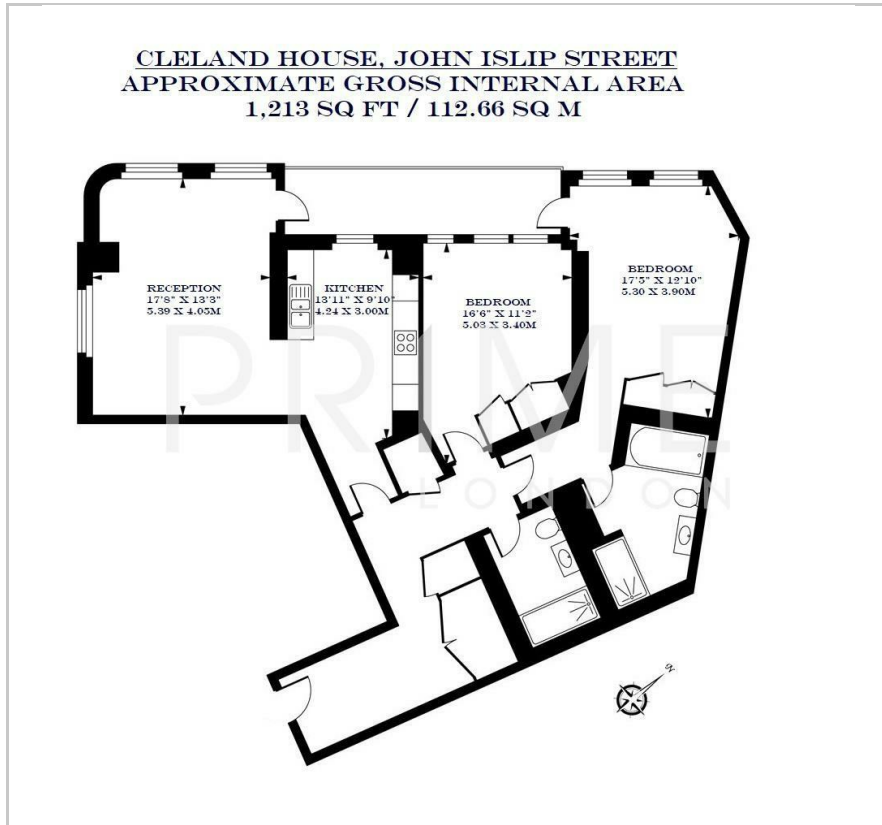 CLELAND HOUSE, JOHN ISLIP STREET
APPROXIMATE GROSS INTERNAL AREA
1,213 SQ FT / 112.66 SQ M
RECEPTION
17'8" X 13'3"
5.39 X 4.05M
KITCHEN
13'11" X 9'10"
4.24 X 3.00M
BEDROOM
16'6" X 11'2"
5.03 X 3.40M
BEDROOM
17'5" X 12'10"
5.30 X 3.90M
PRIME
LONDON
N